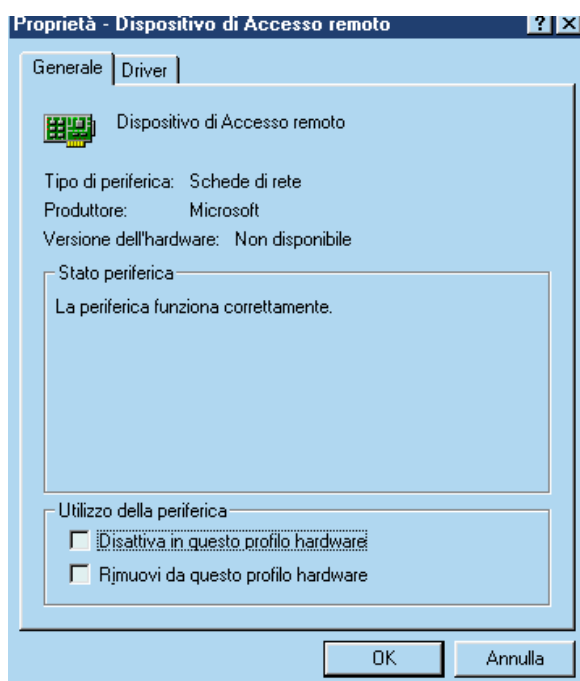 Proprietà - Dispositivo di Accesso remoto
Generale
Driver
Dispositivo di Accesso remoto
Tipo di periferica: Schede di rete
Produttore: Microsoft
Versione dell'hardware: Non disponibile
Stato periferica
La periferica funziona correttamente.
Utilizzo della periferica
Disattiva in questo profilo hardware
Rimuovi da questo profilo hardware
OK
Annulla